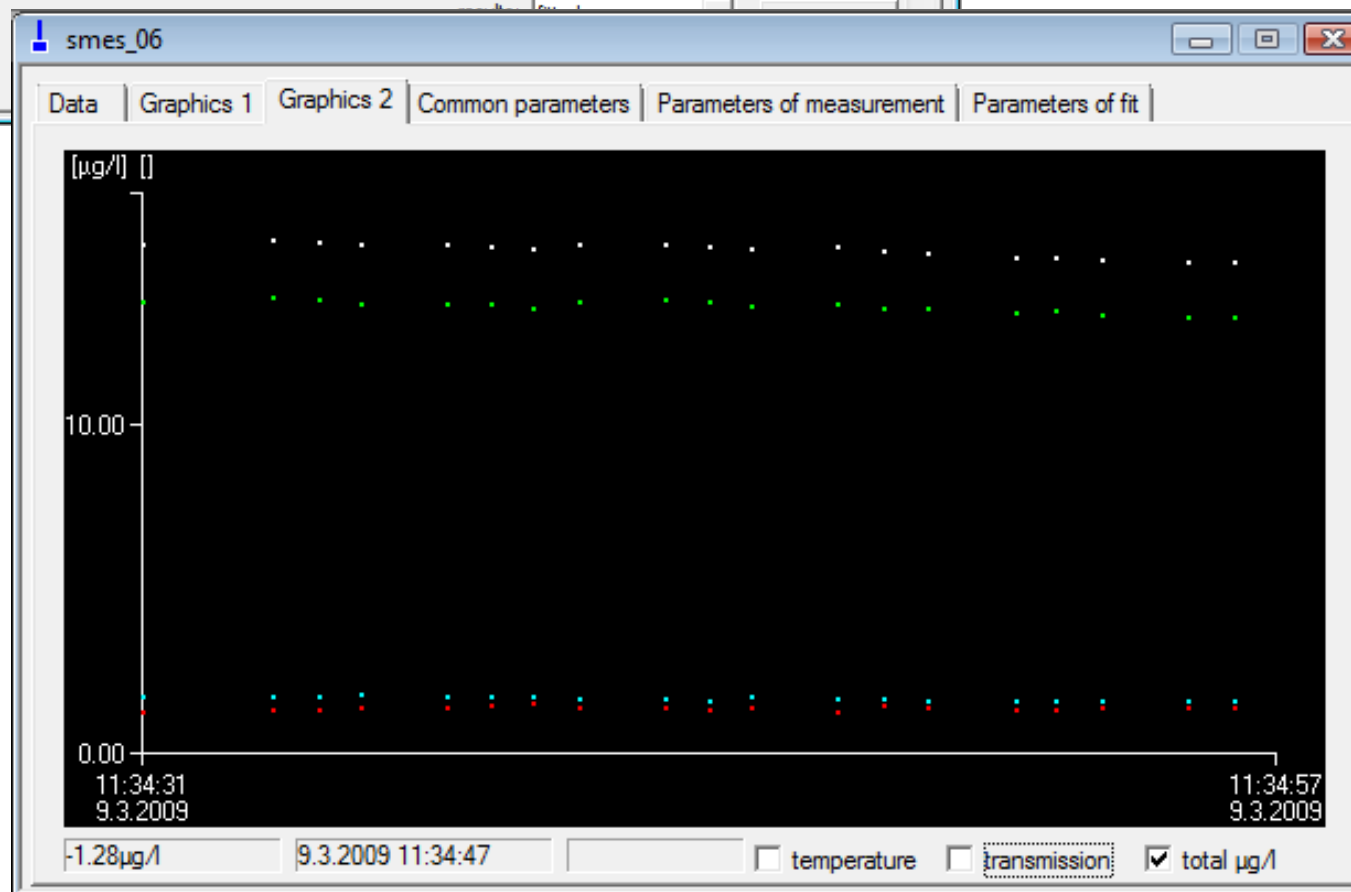 smes_06
Data Graphics 1 Graphics 2 Common parameters Parameters of measurement Parameters of fit
[µg/l] []
10.00
0.00
11:34:31 11:34:57
9.3.2009 9.3.2009
-1.28µg/l 9.3.2009 11:34:47 temperature transmission total µg/l